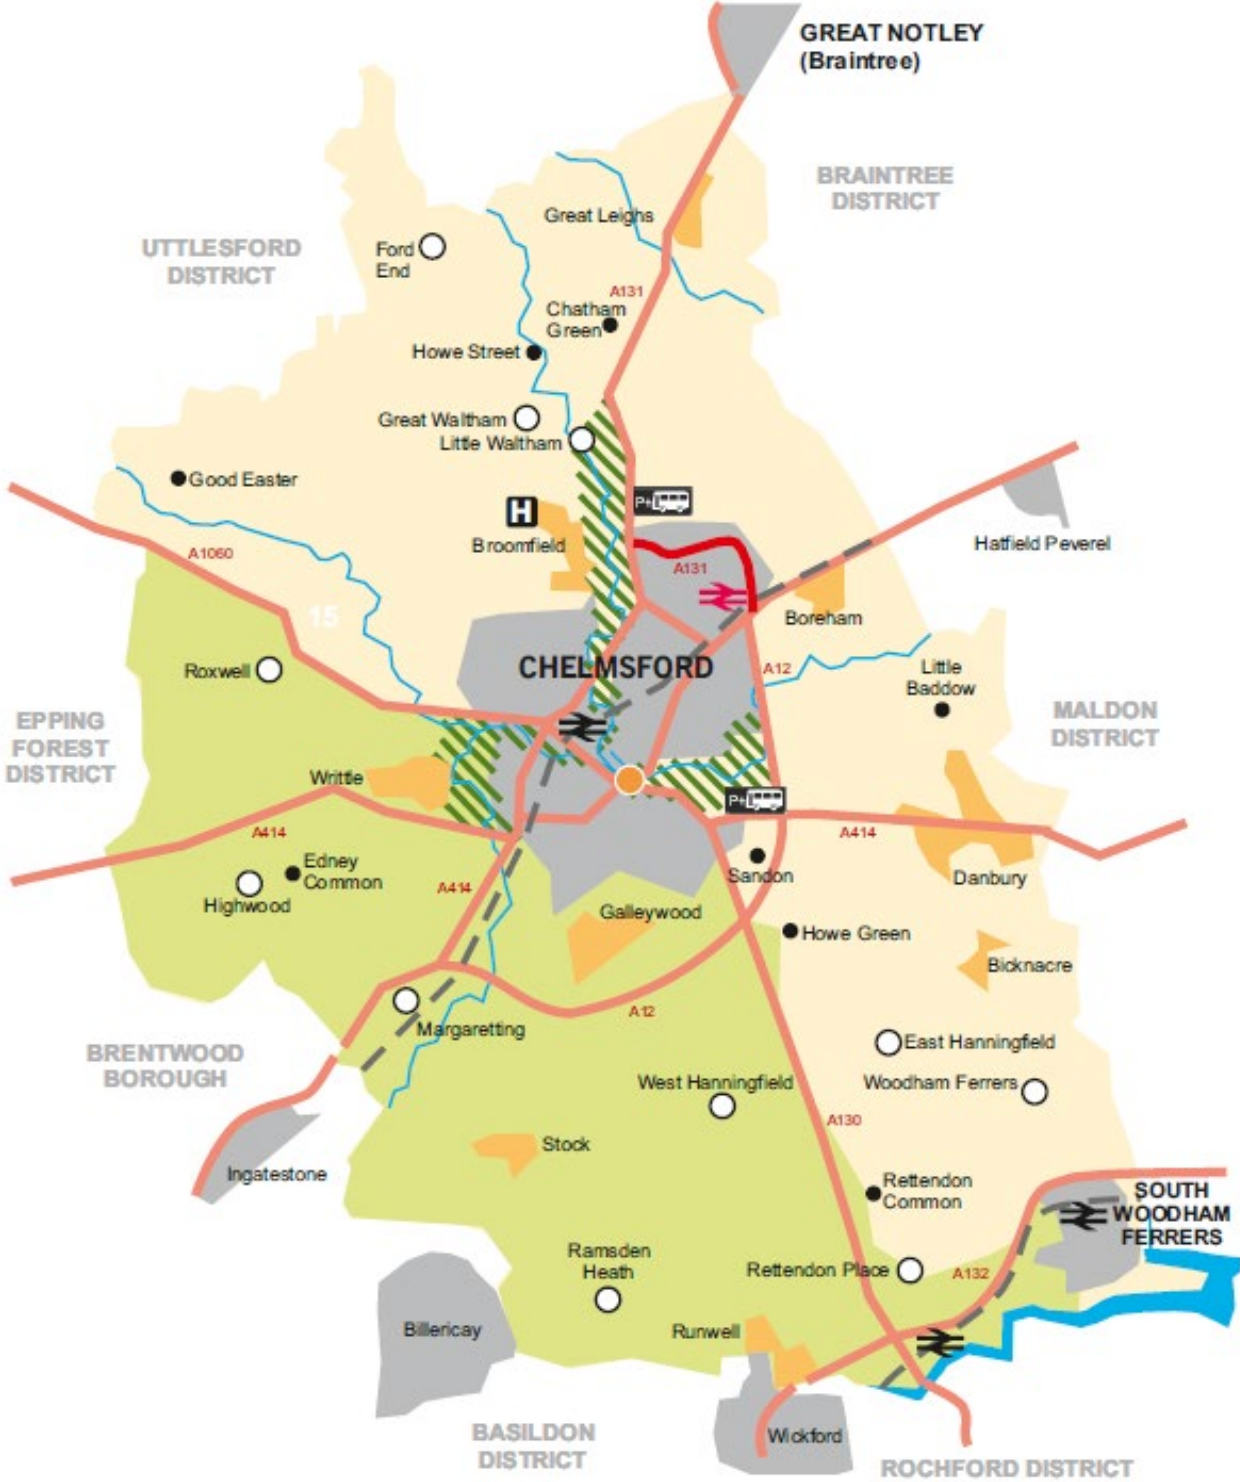 GREAT NOTLEY
(Braintree)
BRAINTREE
DISTRICT
Great Leighs
UTTLESFORD
DISTRICT
Ford
End
A131
Chatham
Green
Howe Street
Great Waltham
Little Waltham
Good Easter
P+
H
Broomfield
Hatfield Peverel
A1060
A131
15
Boreham
CHELMSFORD
A12
Roxwell
Little
Baddow
EPPING
FOREST
DISTRICT
MALDON
DISTRICT
Writtle
P+
A414
A414
Edney
Common
Highwood
A414
Sandon
Danbury
Galleywood
Howe Green
Bicknacre
A12
Margaretting
East Hanningfield
BRENTWOOD
BOROUGH
West Hanningfield
Woodham Ferrers
A130
Stock
Ingatestone
Rettendon
Common
SOUTH
WOODHAM
FERRERS
Ramsden
Heath
Rettendon Place
A132
Billericay
Runwell
BASILDON
DISTRICT
Wickford
ROCHFORD DISTRICT